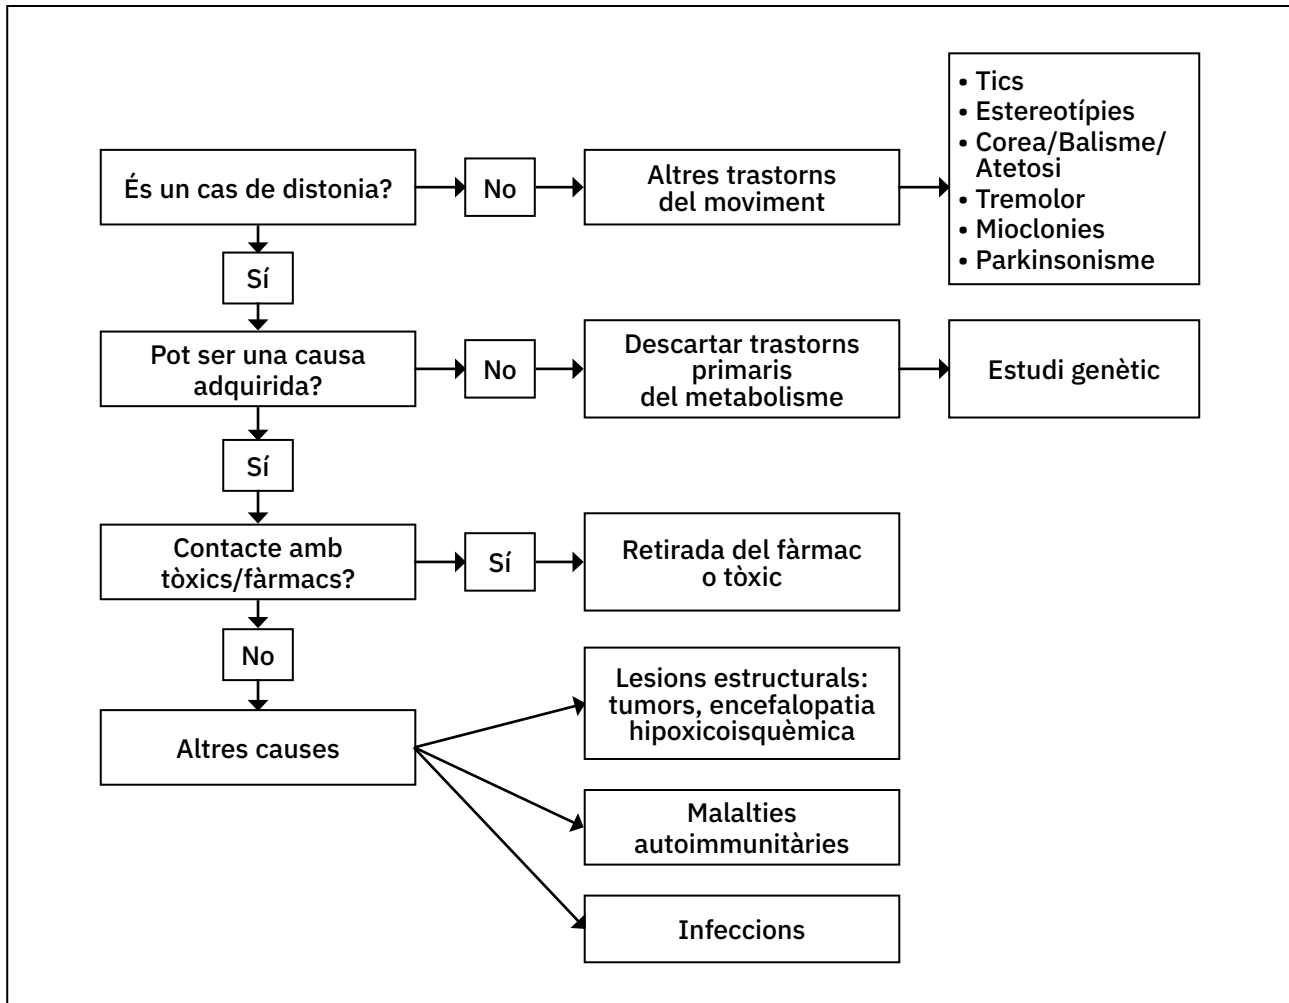 És un cas de distonia?
No
Altres trastorns
del moviment
• Tics
• Estereotípies
• Corea/Balisme/
Atetosi
• Tremolor
• Mioclonies
• Parkinsonisme
Sí
Pot ser una causa
adquirida?
No
Descartar trastorns
primaris
del metabolisme
Estudi genètic
Sí
Contacte amb
tòxics/fàrmacs?
Sí
Retirada del fàrmac
o tòxic
No
Altres causes
Lesions estructurals:
tumors, encefalopatia
hipoxicoisquèmica
Malalties
autoimmunitàries
Infeccions